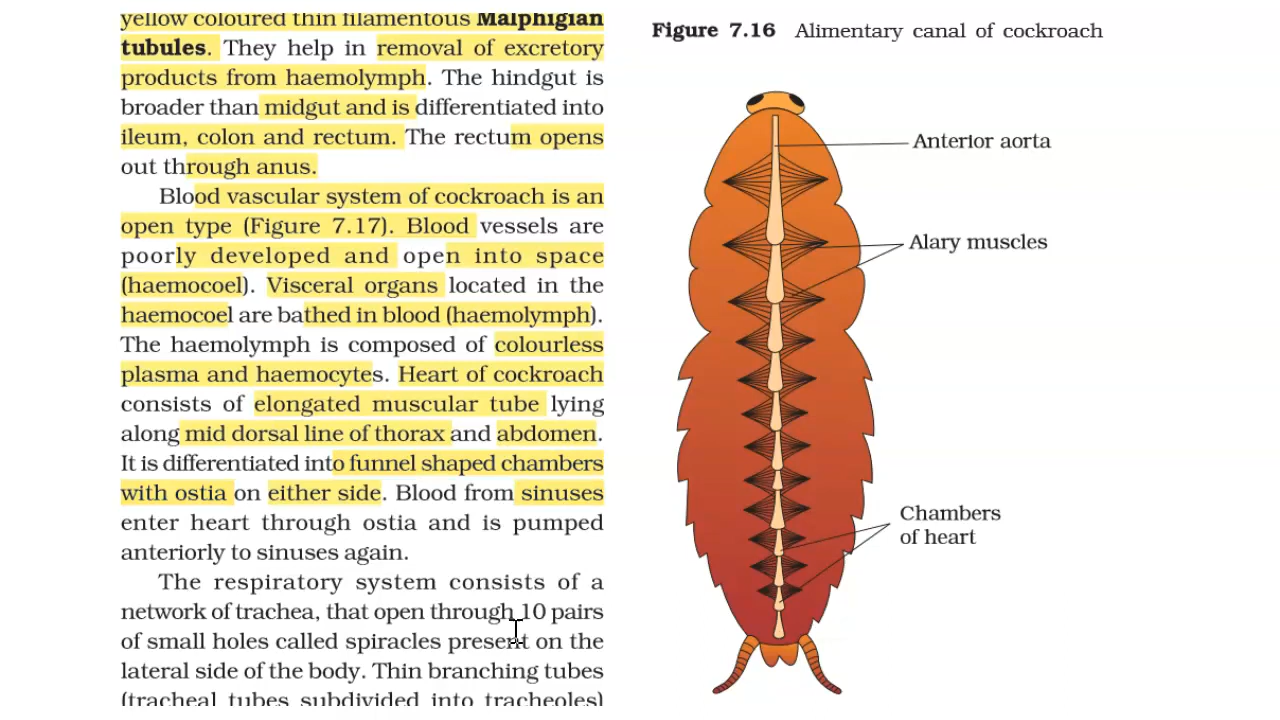 yellow coloured thin filamentous Malphigian
tubules. They help in removal of excretory
products from haemolymph. The hindgut is
broader than midgut and is differentiated into
ileum, colon and rectum. The rectum opens
out through anus.
Blood vascular system of cockroach is an
open type (Figure 7.17). Blood vessels are
poorly developed and open into space
(haemocoel). Visceral organs located in the
haemocoel are bathed in blood (haemolymph).
The haemolymph is composed of colourless
plasma and haemocytes. Heart of cockroach
consists of elongated muscular tube lying
along mid dorsal line of thorax and abdomen.
It is differentiated into funnel shaped chambers
with ostia on either side. Blood from sinuses
enter heart through ostia and is pumped
anteriorly to sinuses again.
The respiratory system consists of a
network of trachea, that open through 10 pairs
of small holes called spiracles present on the
lateral side of the body. Thin branching tubes
(tracheal tubes subdivided into tracheoles)
Figure 7.16 Alimentary canal of cockroach
Anterior aorta
Alary muscles
Chambers
of heart